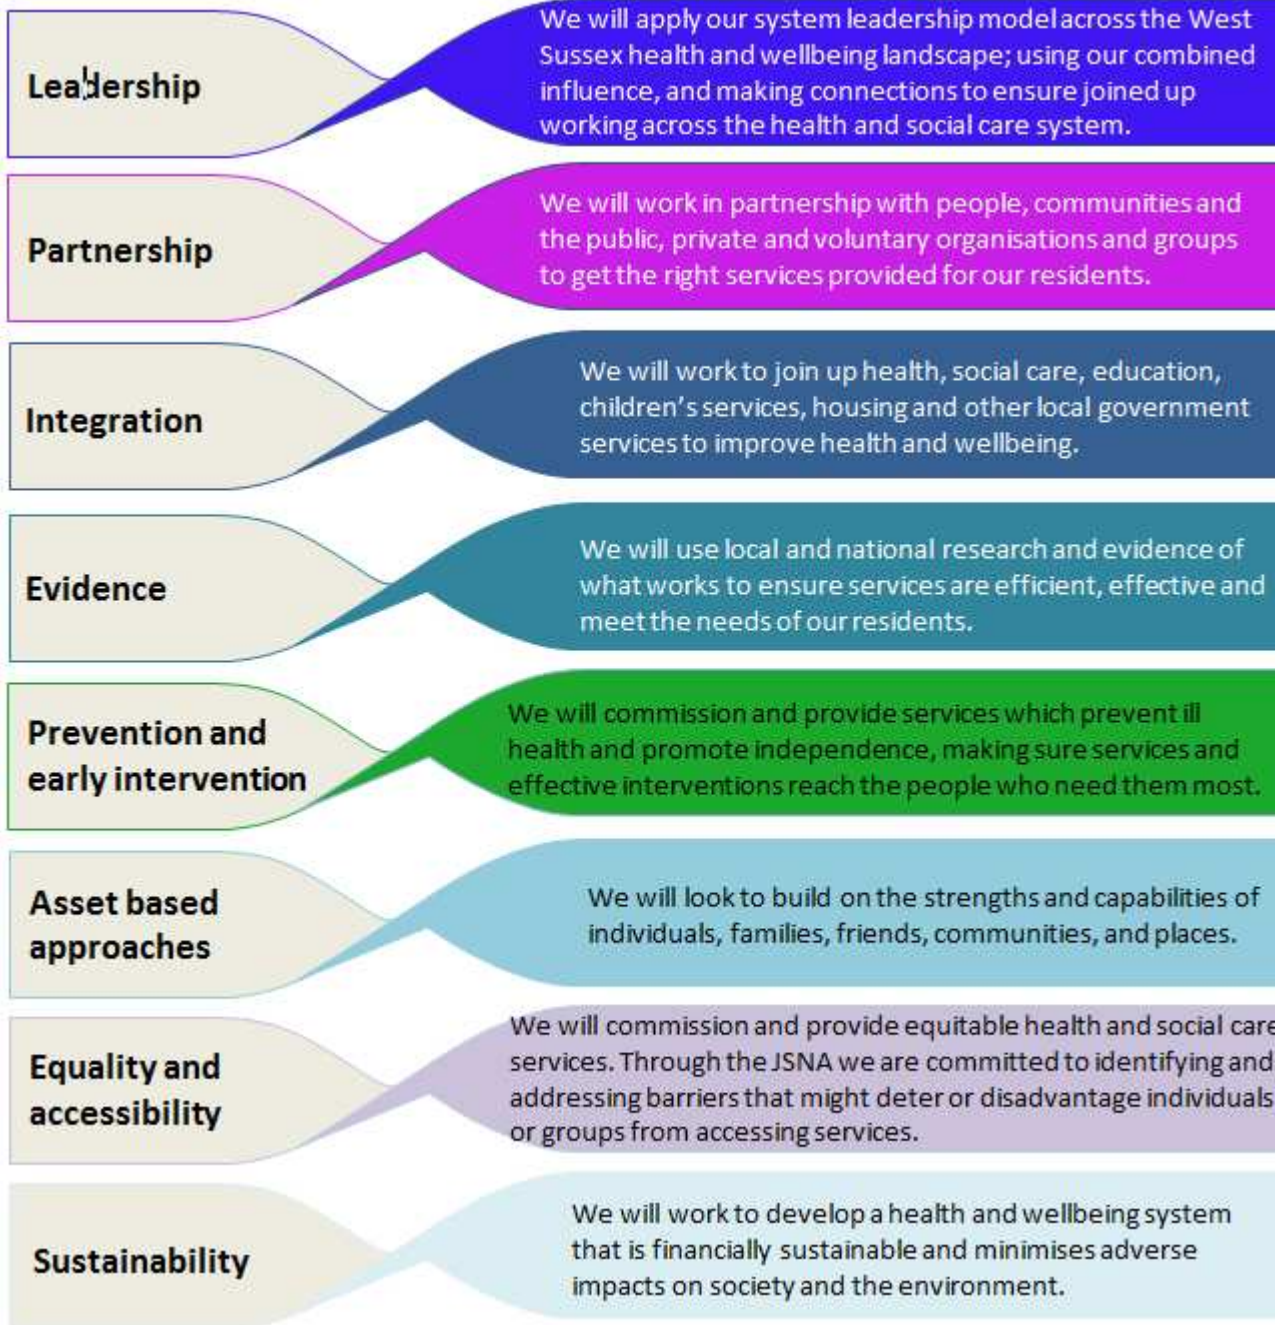 Leadership
We will apply our system leadership model across the West
Sussex health and wellbeing landscape; using our combined
influence, and making connections to ensure joined up
working across the health and social care system.
Partnership
We will work in partnership with people, communities and
the public, private and voluntary organisations and groups
to get the right services provided for our residents.
Integration
We will work to join up health, social care, education,
children's services, housing and other local government
services to improve health and wellbeing.
Evidence
We will use local and national research and evidence of
what works to ensure services are efficient, effective and
meet the needs of our residents.
Prevention and
early intervention
We will commission and provide services which prevent ill
health and promote independence, making sure services and
effective interventions reach the people who need them most.
Asset based
approaches
We will look to build on the strengths and capabilities of
individuals, families, friends, communities, and places.
Equality and
accessibility
We will commission and provide equitable health and social care
services. Through the JSNA we are committed to identifying and
addressing barriers that might deter or disadvantage individuals
or groups from accessing services.
Sustainability
We will work to develop a health and wellbeing system
that is financially sustainable and minimises adverse
impacts on society and the environment.